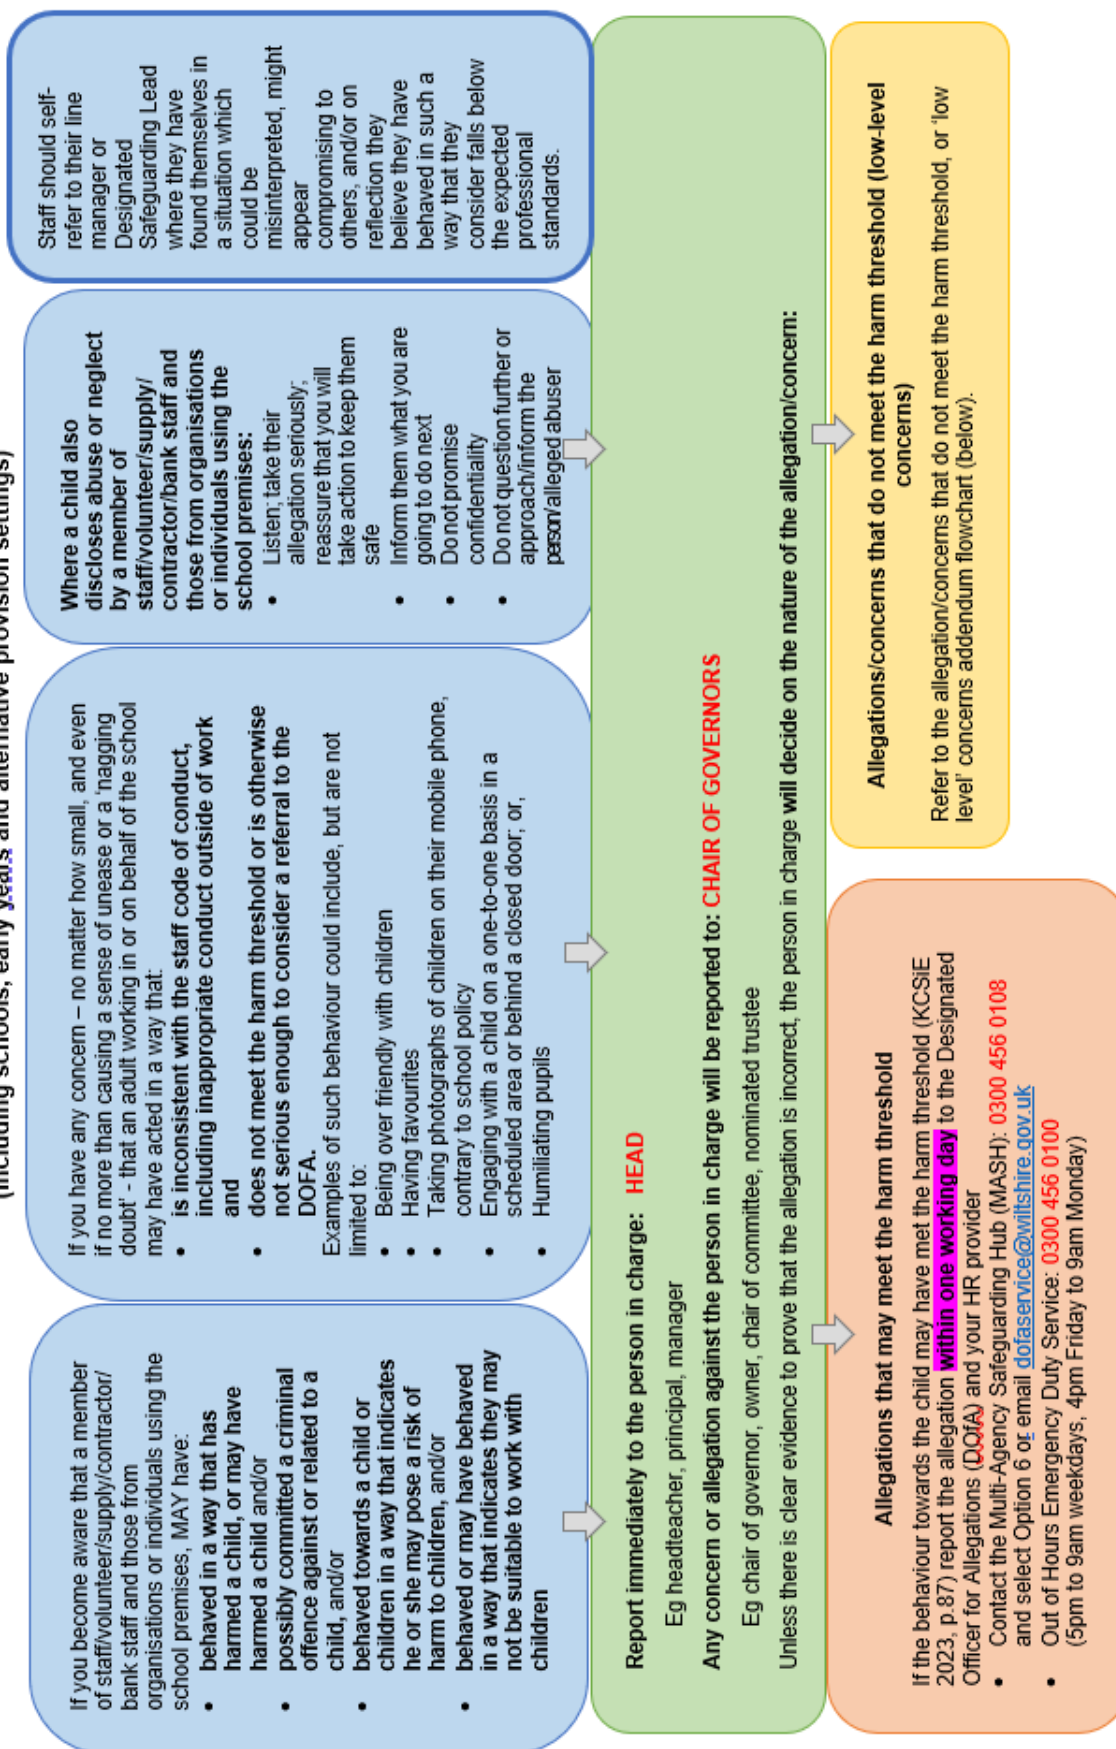 (including schools, early years and alternative provision settings)
If you become aware that a member
of staff/volunteer/supply/contractor/
bank staff and those from
organisations or individuals using the
school premises, MAY have:
• behaved in a way that has
harmed a child, or may have
harmed a child and/or
• possibly committed a criminal
offence against or related to a
child, and/or
• behaved towards a child or
children in a way that indicates
he or she may pose a risk of
harm to children, and/or
• behaved or may have behaved
in a way that indicates they may
not be suitable to work with
children
If you have any concern – no matter how small, and even
if no more than causing a sense of unease or a 'nagging
doubt' - that an adult working in or on behalf of the school
may have acted in a way that:
• is inconsistent with the staff code of conduct,
including inappropriate conduct outside of work
and
• does not meet the harm threshold or is otherwise
not serious enough to consider a referral to the
DOFA.
Examples of such behaviour could include, but are not
limited to:
• Being over friendly with children
• Having favourites
• Taking photographs of children on their mobile phone,
contrary to school policy
• Engaging with a child on a one-to-one basis in a
scheduled area or behind a closed door; or,
• Humiliating pupils
Where a child also
discloses abuse or neglect
by a member of
staff/volunteer/supply/
contractor/bank staff and
those from organisations
or individuals using the
school premises:
• Listen; take their
allegation seriously;
reassure that you will
take action to keep them
safe
• Inform them what you are
going to do next
• Do not promise
confidentiality
• Do not question further or
approach/inform the
person/alleged abuser
Staff should self-
refer to their line
manager or
Designated
Safeguarding Lead
where they have
found themselves in
a situation which
could be
misinterpreted, might
appear
compromising to
others, and/or on
reflection they
believe they have
behaved in such a
way that they
consider falls below
the expected
professional
standards.
Report immediately to the person in charge: HEAD
Eg headteacher, principal, manager
Any concern or allegation against the person in charge will be reported to: CHAIR OF GOVERNORS
Eg chair of governor, owner, chair of committee, nominated trustee
Unless there is clear evidence to prove that the allegation is incorrect, the person in charge will decide on the nature of the allegation/concern:
Allegations that may meet the harm threshold
If the behaviour towards the child may have met the harm threshold (KCSiE
2023, p.87) report the allegation within one working day to the Designated
Officer for Allegations (DOfA) and your HR provider
• Contact the Multi-Agency Safeguarding Hub (MASH): 0300 456 0108
and select Option 6 or email dofaservice@wiltshire.gov.uk
• Out of Hours Emergency Duty Service: 0300 456 0100
(5pm to 9am weekdays, 4pm Friday to 9am Monday)
Allegations/concerns that do not meet the harm threshold (low-level
concerns)
Refer to the allegation/concerns that do not meet the harm threshold, or 'low
level' concerns addendum flowchart (below).